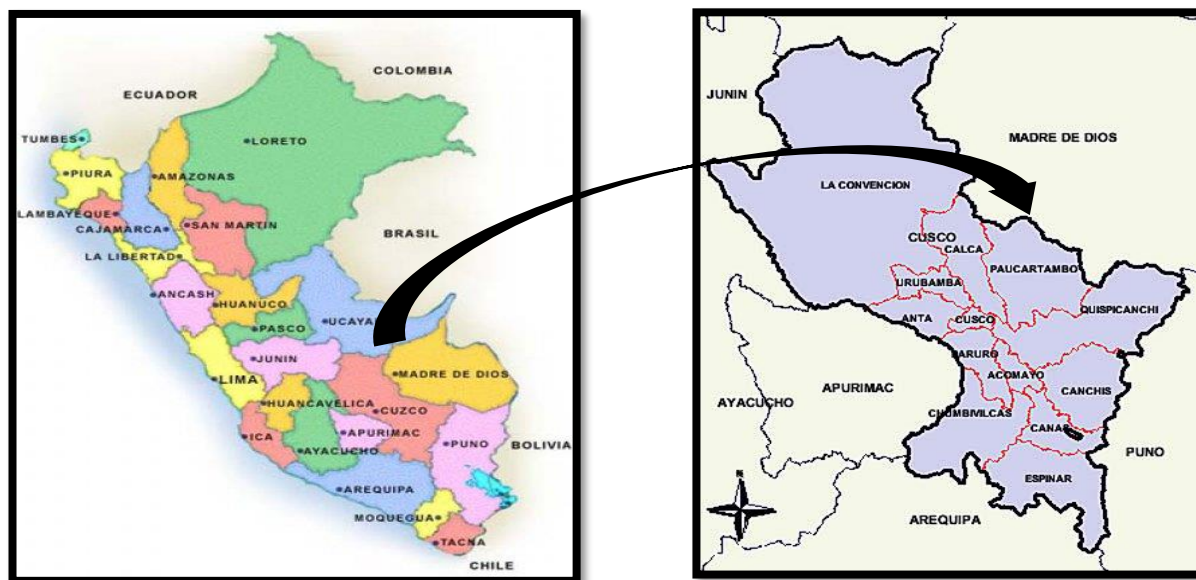 COLOMBIA
ECUADOR
TUMBES
LORETO
PIURA
AMAZONAS
LAMBAYEQUE
SAN MARTIN
CAJAMARCA
BRASIL
LA LIBERTAD
ANCASH
HUANUCO
UCAYA
PASCO
JUNIN
LIMA
MADRE DE DIOS
HUANCAVELICA
CUZCO
ICA
APURIMAC
AYACUCHO
PUNO
BOLIVIA
AREQUIPA
MOQUEGUA
TACNA
CHILE
JUNIN
MADRE DE DIOS
LA CONVENCION
CUSCO
CALCA
PAUCARTAMBO
URUBAMBA
QUISPICANCHI
ANTA
CUSCO
PARURO
ACOMAYO
CANCHIS
APURIMAC
AYACUCHO
CHUMBIVILCAS
CANAS
PUNO
ESPINAR
N
AREQUIPA